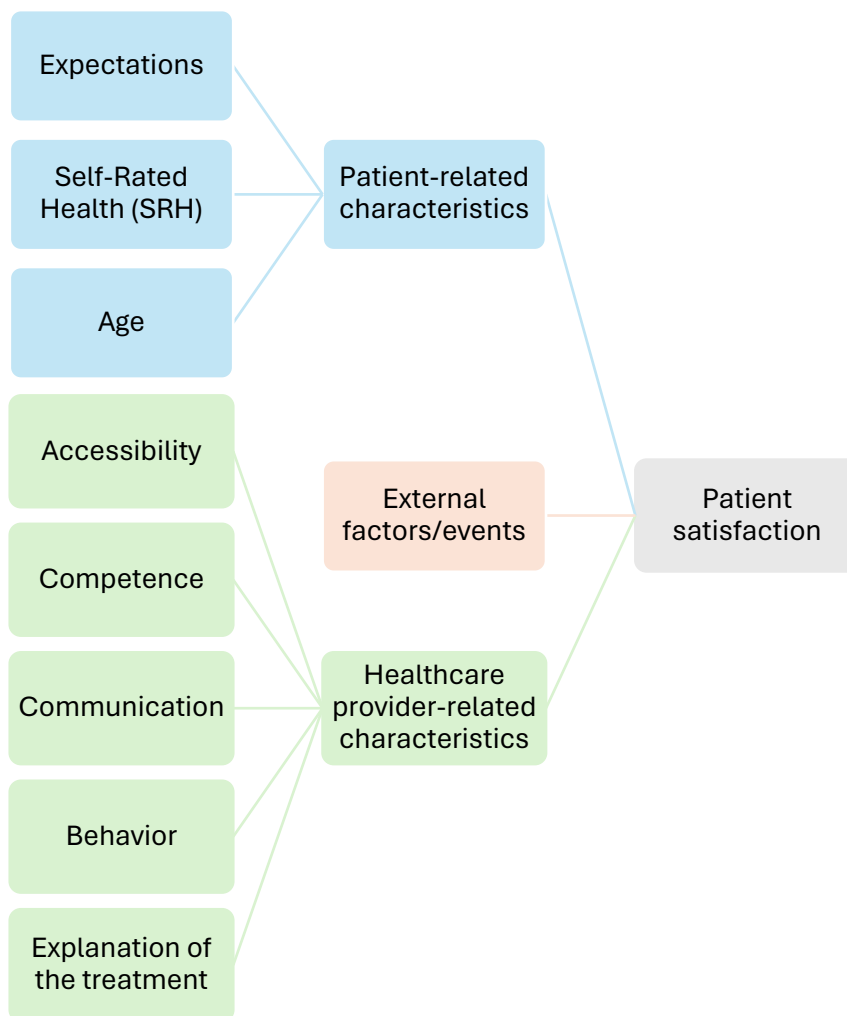 Expectations
Self-Rated
Health (SRH)
Age
Patient-related
characteristics
Accessibility
Competence
Communication
Behavior
Explanation of
the treatment
External
factors/events
Healthcare
provider-related
characteristics
Patient
satisfaction